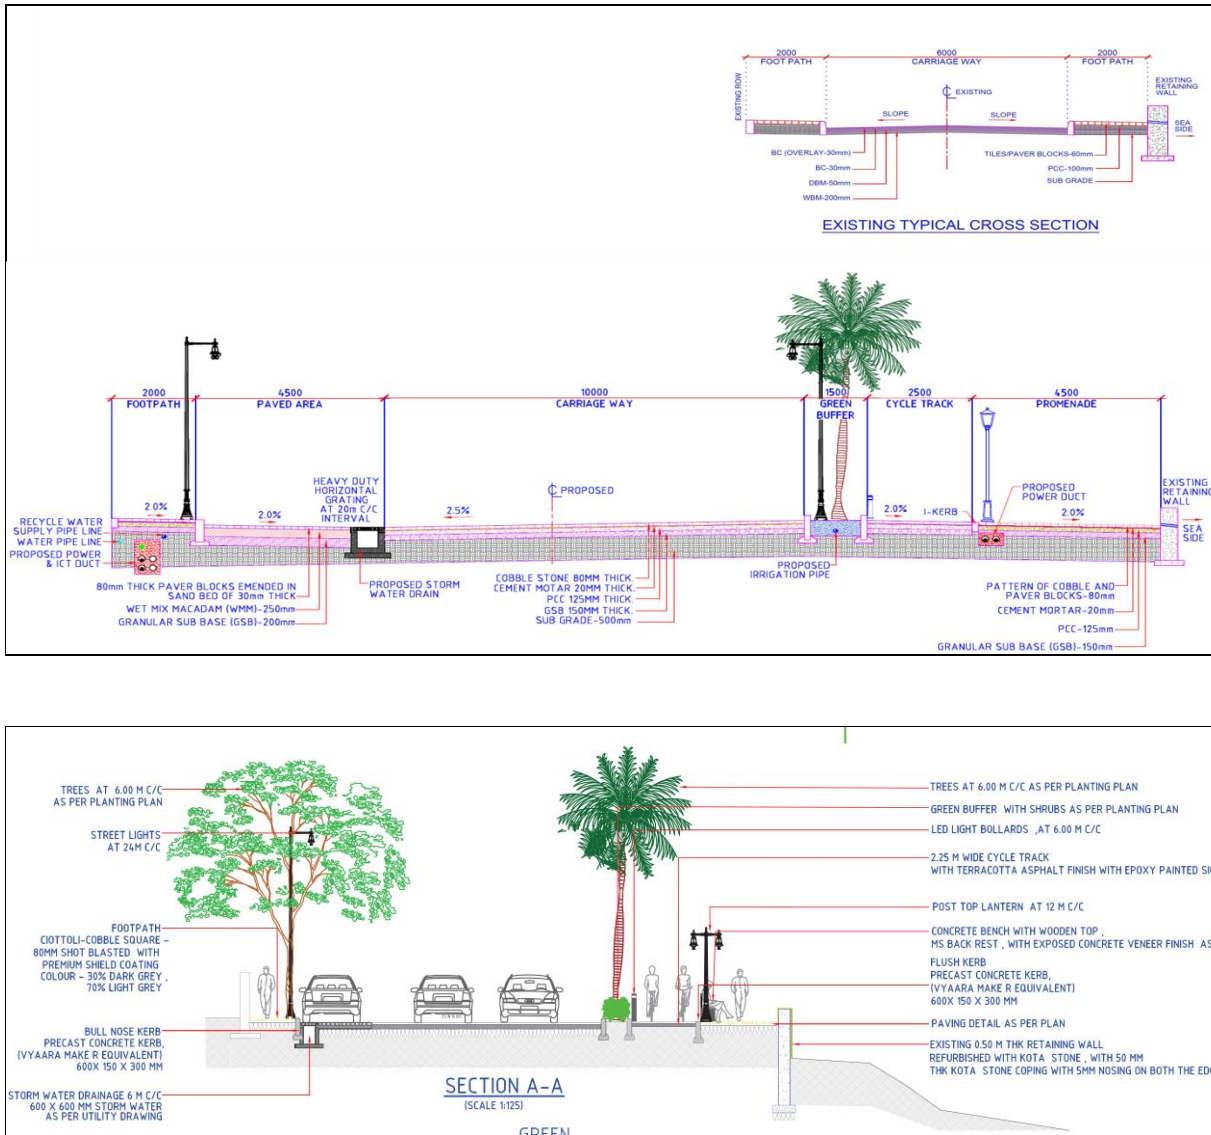 2000
6000
2000
FOOT PATH
CARRIAGE WAY
FOOT PATH
EXISTING ROW
EXISTING
RETAINING
WALL
EXISTING
SLOPE
SLOPE
SEA
SIDE
BC (OVERLAY-30mm)
BC-30mm
DBM-50mm
WBM-200mm
TILES/PAVER BLOCKS-60mm
PCC-100mm
SUB GRADE
EXISTING TYPICAL CROSS SECTION
2000
FOOTPATH
4500
PAVED AREA
10000
CARRIAGE WAY
1500
GREEN
BUFFER
2500
CYCLE TRACK
4500
PROMENADE
HEAVY DUTY
HORIZONTAL
GRATING
AT 20m C/C
INTERVAL
PROPOSED
2.0%
2.0%
2.5%
2.0%
2.0%
I-KERB
PROPOSED
POWER DUCT
EXISTING
RETAINING
WALL
SEA
SIDE
RECYCLE WATER
SUPPLY PIPE LINE
WATER PIPE LINE
PROPOSED POWER
& ICT DUCT
80mm THICK PAVER BLOCKS EMENDED IN
SAND BED OF 30mm THICK
WET MIX MACADAM (WMM)-250mm
GRANULAR SUB BASE (GSB)-200mm
PROPOSED STORM
WATER DRAIN
COBBLE STONE 80MM THICK.
CEMENT MOTAR 20MM THICK.
PCC 125MM THICK.
GSB 150MM THICK.
SUB GRADE-500mm
PROPOSED
IRRIGATION PIPE
PATTERN OF COBBLE AND
PAVER BLOCKS-80mm
CEMENT MORTAR-20mm
PCC-125mm
GRANULAR SUB BASE (GSB)-150mm
TREES AT 6.00 M C/C
AS PER PLANTING PLAN
STREET LIGHTS
AT 24M C/C
FOOTPATH
CIOTTOLI-COBBLE SQUARE -
80MM SHOT BLASTED WITH
PREMIUM SHIELD COATING
COLOUR - 30% DARK GREY ,
70% LIGHT GREY
BULL NOSE KERB
PRECAST CONCRETE KERB,
(VYAARA MAKE R EQUIVALENT)
600X 150 X 300 MM
STORM WATER DRAINAGE 6 M C/C
600 X 600 MM STORM WATER
AS PER UTILITY DRAWING
TREES AT 6.00 M C/C AS PER PLANTING PLAN
GREEN BUFFER WITH SHRUBS AS PER PLANTING PLAN
LED LIGHT BOLLARDS ,AT 6.00 M C/C
2.25 M WIDE CYCLE TRACK
WITH TERRACOTTA ASPHALT FINISH WITH EPOXY PAINTED
POST TOP LANTERN AT 12 M C/C
CONCRETE BENCH WITH WOODEN TOP ,
MS BACK REST , WITH EXPOSED CONCRETE VENEER FINISH AS
FLUSH KERB
PRECAST CONCRETE KERB,
(VYAARA MAKE R EQUIVALENT)
600X 150 X 300 MM
PAVING DETAIL AS PER PLAN
EXISTING 0.50 M THK RETAINING WALL
REFURBISHED WITH KOTA STONE , WITH 50 MM
THK KOTA STONE COPING WITH 5MM NOSING ON BOTH THE
SECTION A-A
(SCALE 1:125)
GREEN